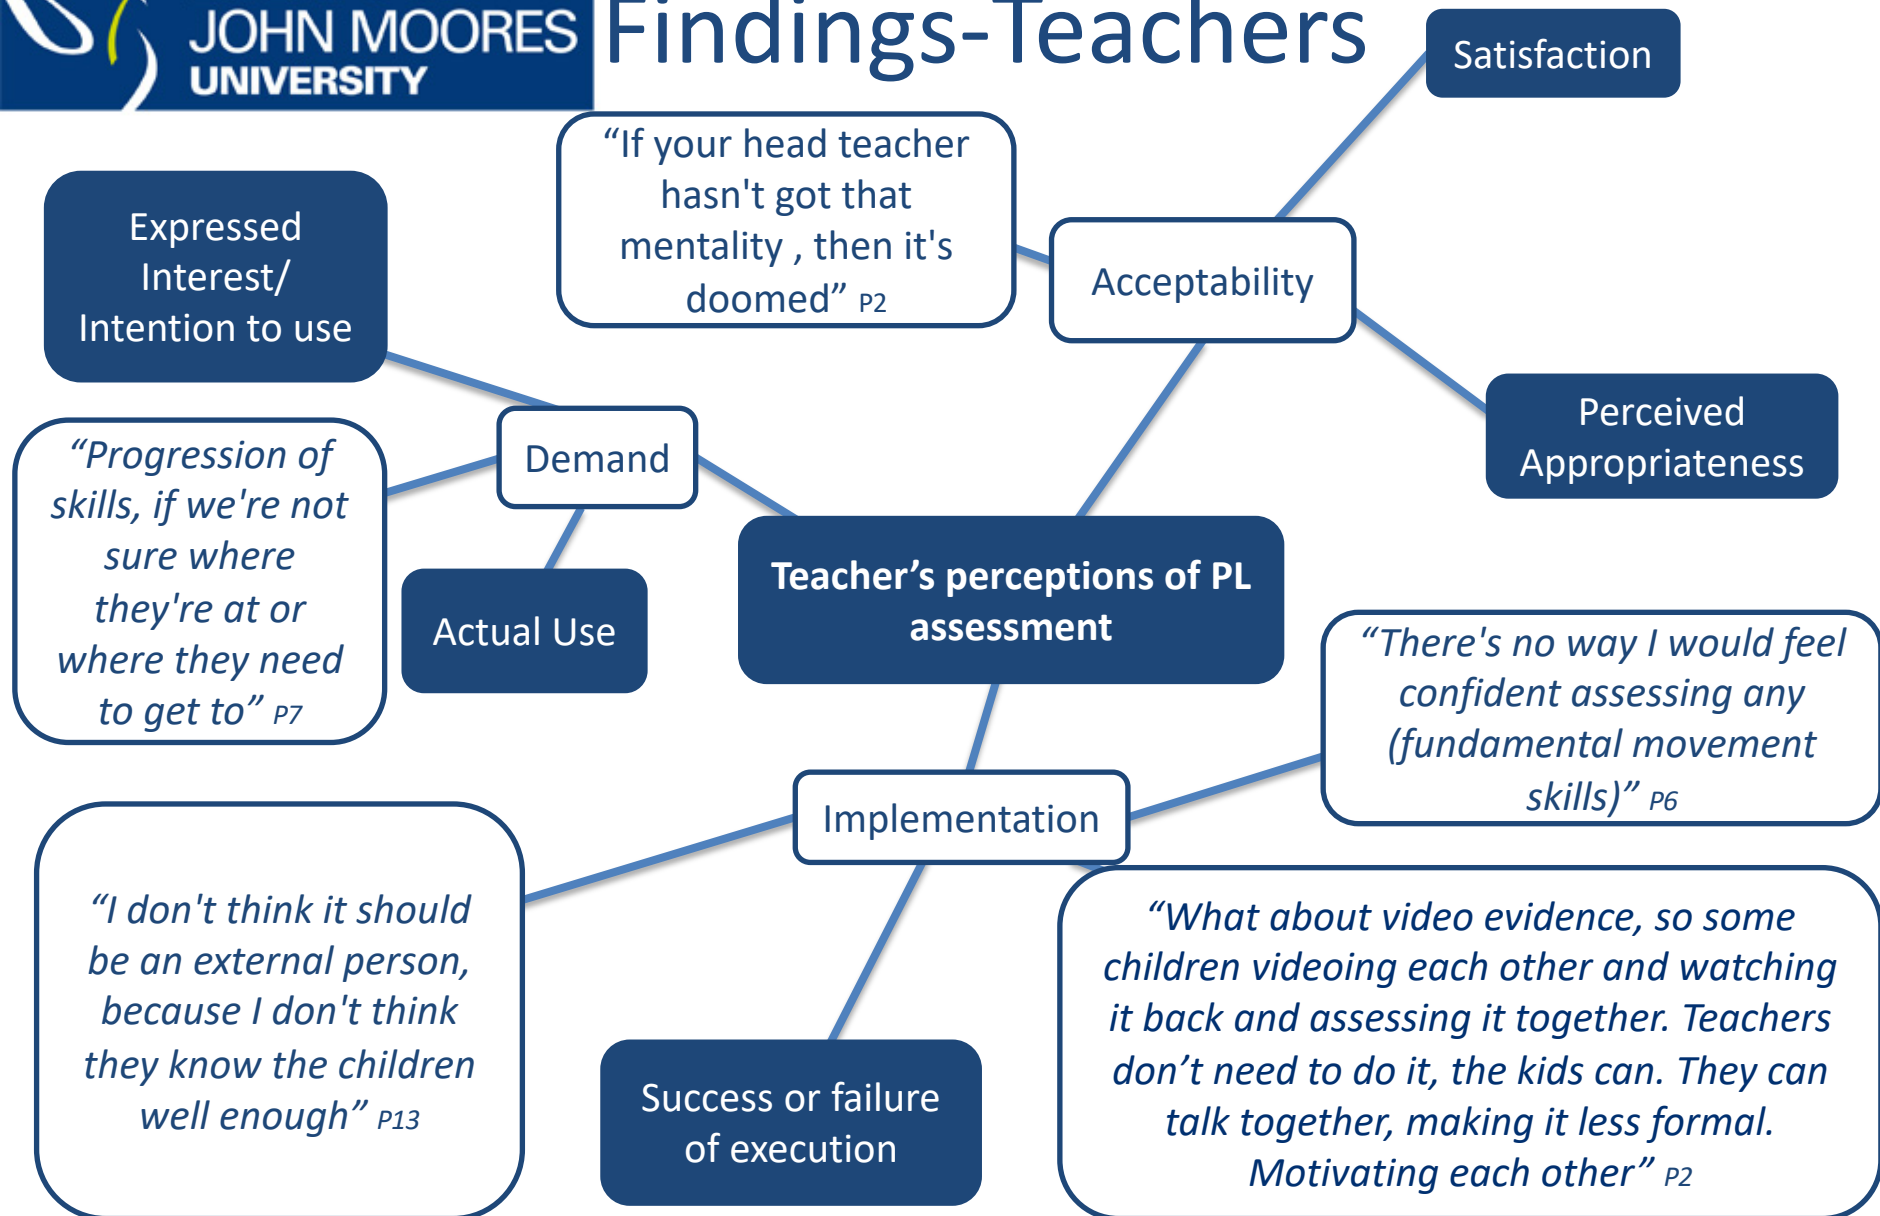 JOHN MOORES
UNIVERSITY
Findings-Teachers
Satisfaction
“If your head teacher
hasn't got that
mentality , then it's
doomed” P2
Expressed
Interest/
Intention to use
Acceptability
Perceived
Appropriateness
“Progression of
skills, if we're not
sure where
they're at or
where they need
to get to” P7
Demand
Actual Use
Teacher’s perceptions of PL
assessment
“There's no way I would feel
confident assessing any
(fundamental movement
skills)” P6
Implementation
“I don't think it should
be an external person,
because I don't think
they know the children
well enough” P13
Success or failure
of execution
“What about video evidence, so some
children videoing each other and watching
it back and assessing it together. Teachers
don’t need to do it, the kids can. They can
talk together, making it less formal.
Motivating each other” P2